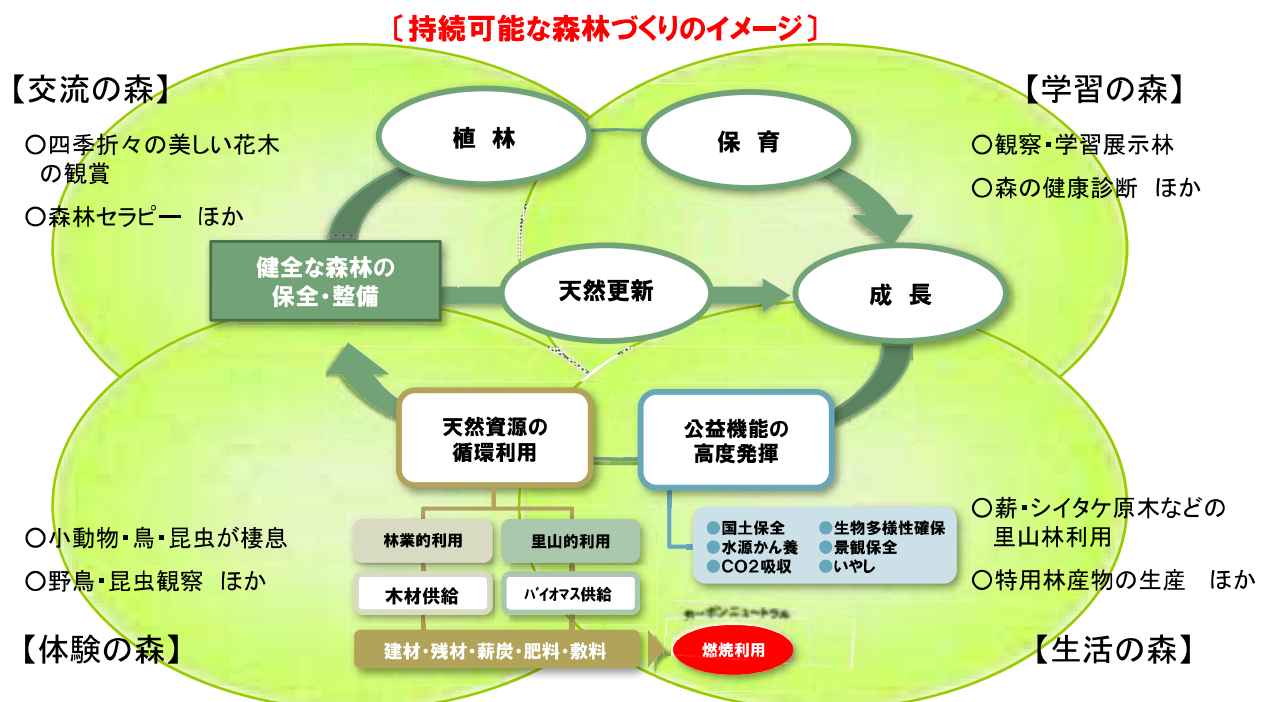 〔持続可能な森林づくりのイメージ〕
【交流の森】
○四季折々の美しい花木
の観賞
○森林セラピー ほか
【学習の森】
○観察・学習展示林
○森の健康診断 ほか
植 林
保 育
健全な森林の
保全・整備
天然更新
成 長
天然資源の
循環利用
公益機能の
高度発揮
林業的利用
里山的利用
木材供給
バイオマス供給
建材・残材・薪炭・肥料・敷料
カーボンニュートラル
燃焼利用
●国土保全
●水源かん養
●CO2吸収
●生物多様性確保
●景観保全
●いやし
○小動物・鳥・昆虫が棲息
○野鳥・昆虫観察 ほか
【体験の森】
○薪・シイタケ原木などの
里山林利用
○特用林産物の生産 ほか
【生活の森】